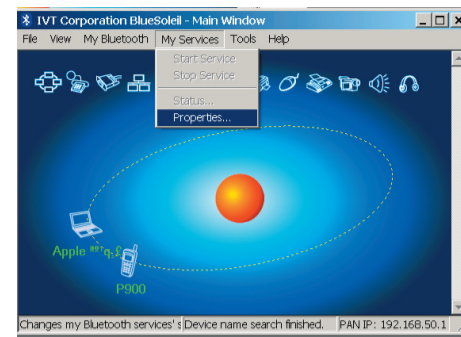 IVT Corporation BlueSoleil - Main Window
File View My Bluetooth My Services Tools Help
Start Service
Stop Service
Status...
Properties...
Apple
P900
Changes my Bluetooth services' s Device name search finished. PAN IP: 192.168.50.1